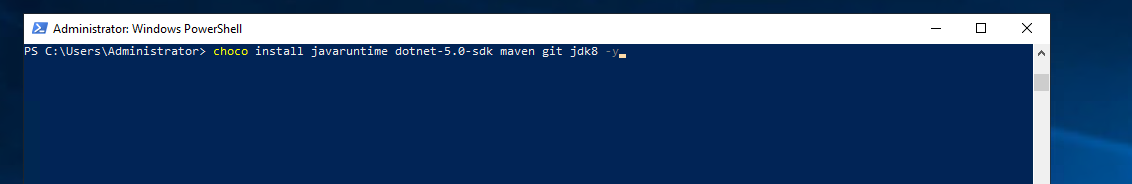 Administrator: Windows PowerShell
PS C:\Users\Administrator> choco install javaruntime dotnet-5.0-sdk maven git jdk8 -y